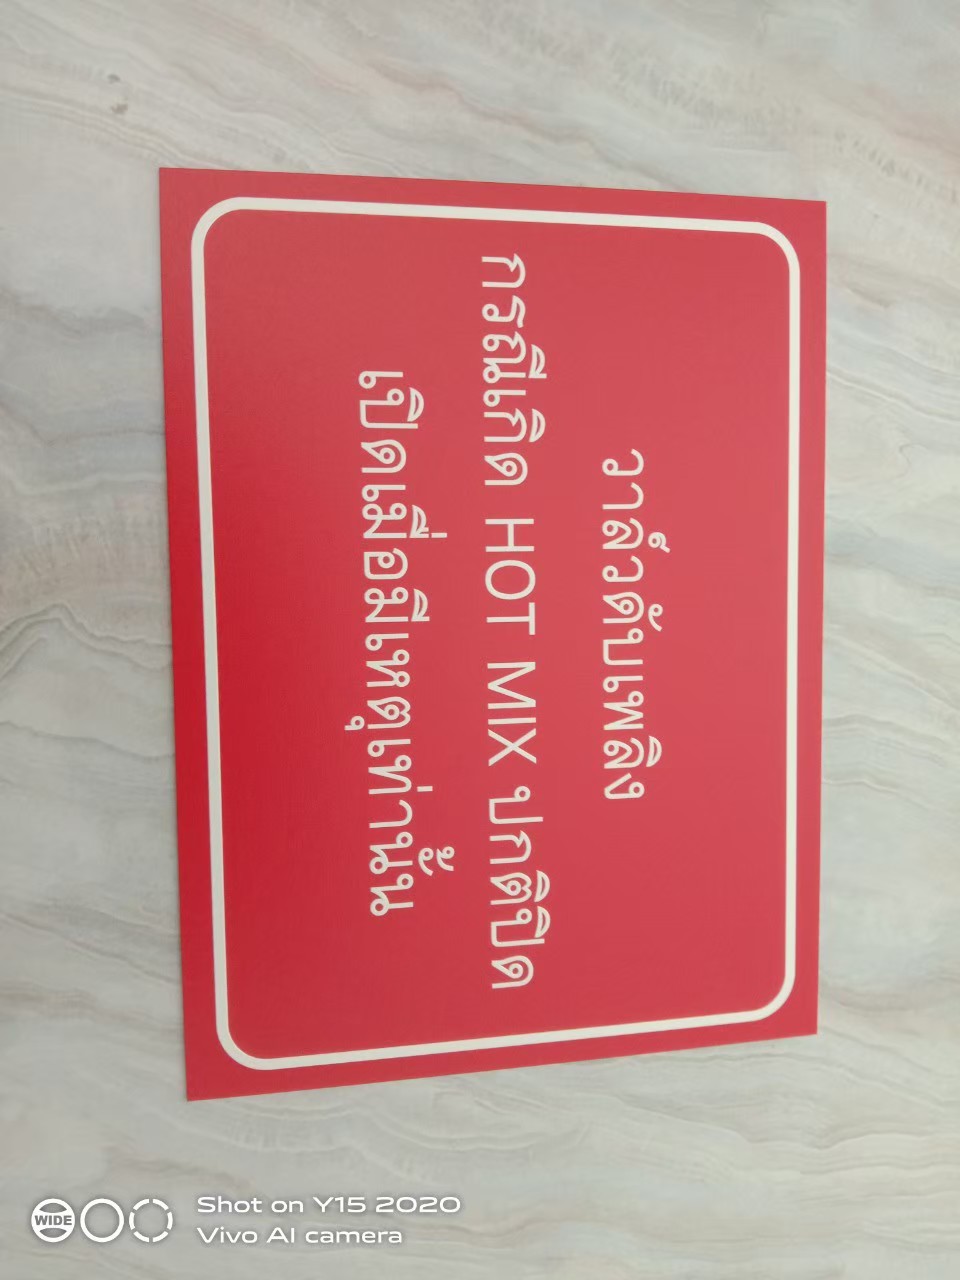 วาล์วดับเพลิง
กรณีเกิด HOT MIX ปกติปิด
เปิดเมื่อมีเหตุเท่านั้น
WIDE
Shot on Y15 2020
Vivo AI camera